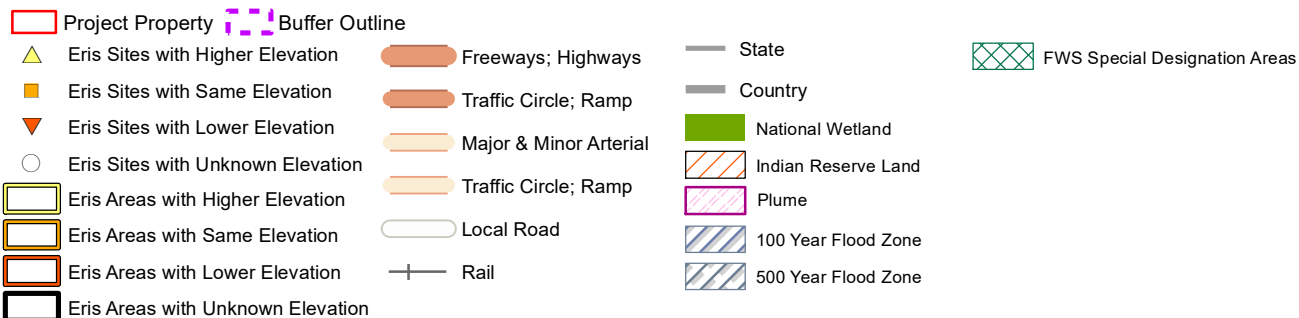 Project Property
Buffer Outline
Eris Sites with Higher Elevation
Eris Sites with Same Elevation
Eris Sites with Lower Elevation
Eris Sites with Unknown Elevation
Eris Areas with Higher Elevation
Eris Areas with Same Elevation
Eris Areas with Lower Elevation
Eris Areas with Unknown Elevation
Freeways; Highways
Traffic Circle; Ramp
Major & Minor Arterial
Traffic Circle; Ramp
Local Road
Rail
State
Country
National Wetland
Indian Reserve Land
Plume
100 Year Flood Zone
500 Year Flood Zone
FWS Special Designation Areas